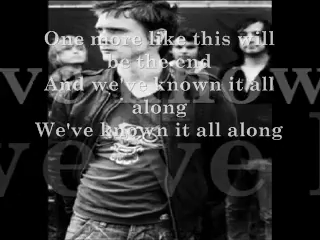 One more like this will
be the end
And we've known it all
along
We've known it all along